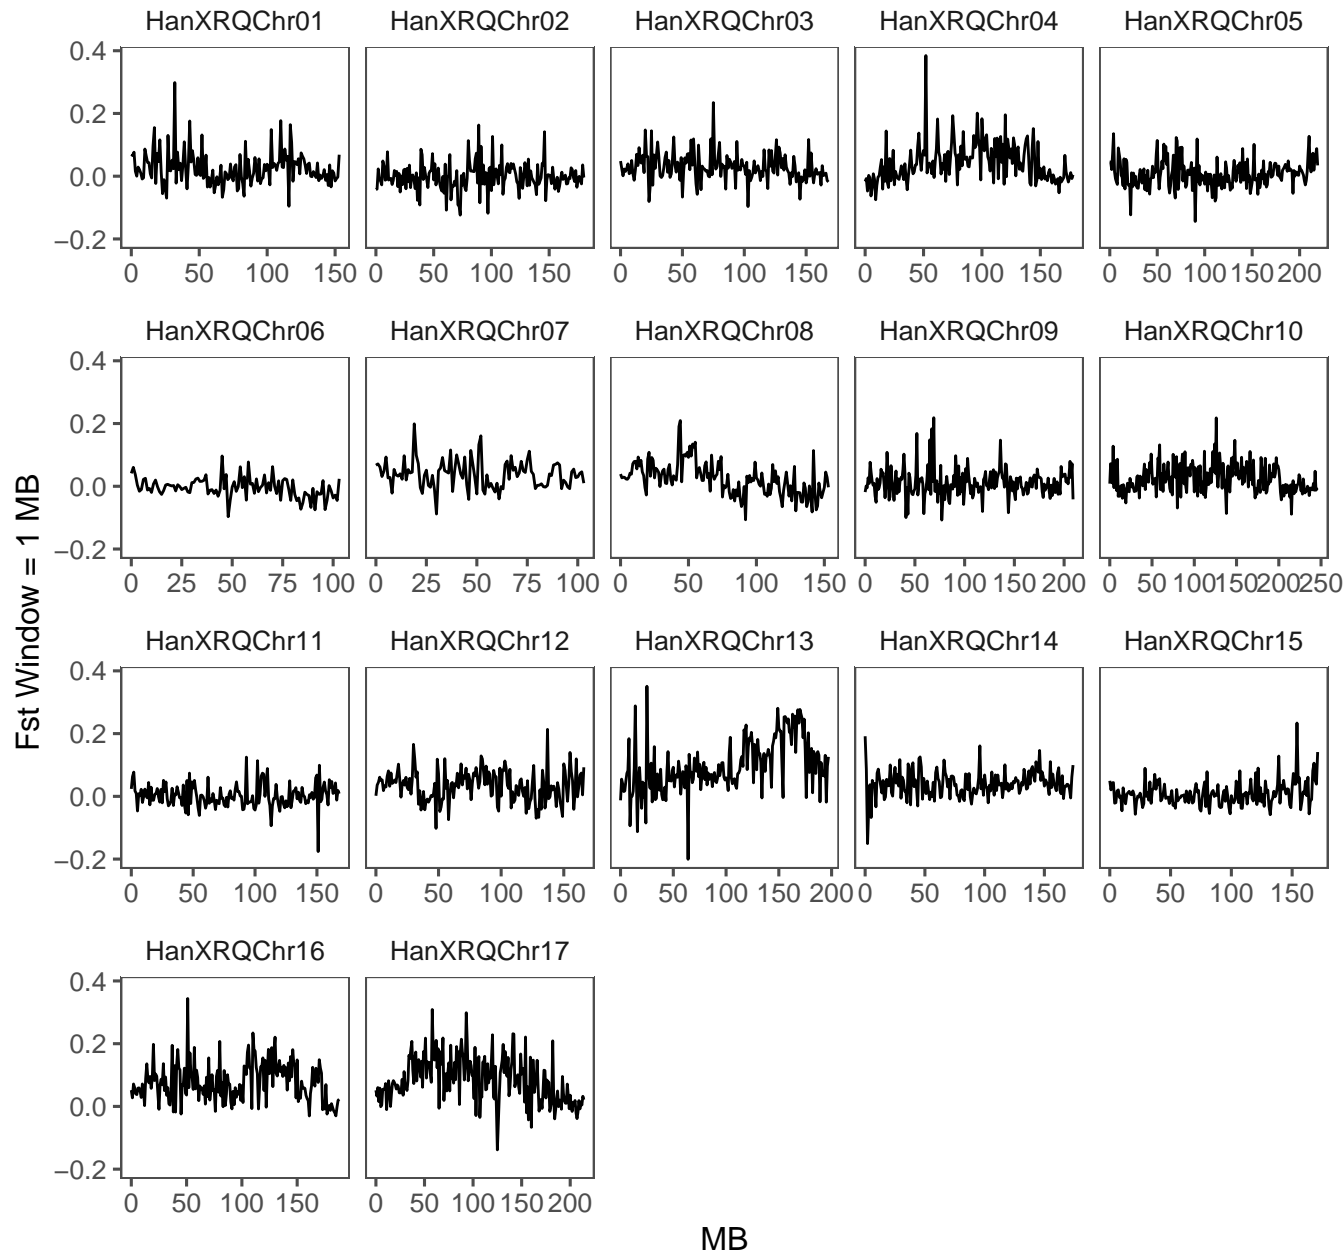 HanXRQChr01 HanXRQChr02 HanXRQChr03 HanXRQChr04 HanXRQChr05
0.4
0.2
0.0
−0.2
0 50 100 150 0 50 100 150 0 50 100 150 0 50 100 150 0 50 100 150 200
HanXRQChr06 HanXRQChr07 HanXRQChr08 HanXRQChr09 HanXRQChr10
0.4
0.2
0.0
−0.2
0 25 50 75 100 0 25 50 75 100 0 50 100 150 0 50 100 150 200 0 50 100 150 200 250
HanXRQChr11 HanXRQChr12 HanXRQChr13 HanXRQChr14 HanXRQChr15
0.4
0.2
0.0
−0.2
0 50 100 150 0 50 100 150 0 50 100 150 200 0 50 100 150 0 50 100 150
HanXRQChr16 HanXRQChr17
0.4
0.2
0.0
−0.2
0 50 100 150 0 50 100 150 200
Fst Window = 1 MB
MB